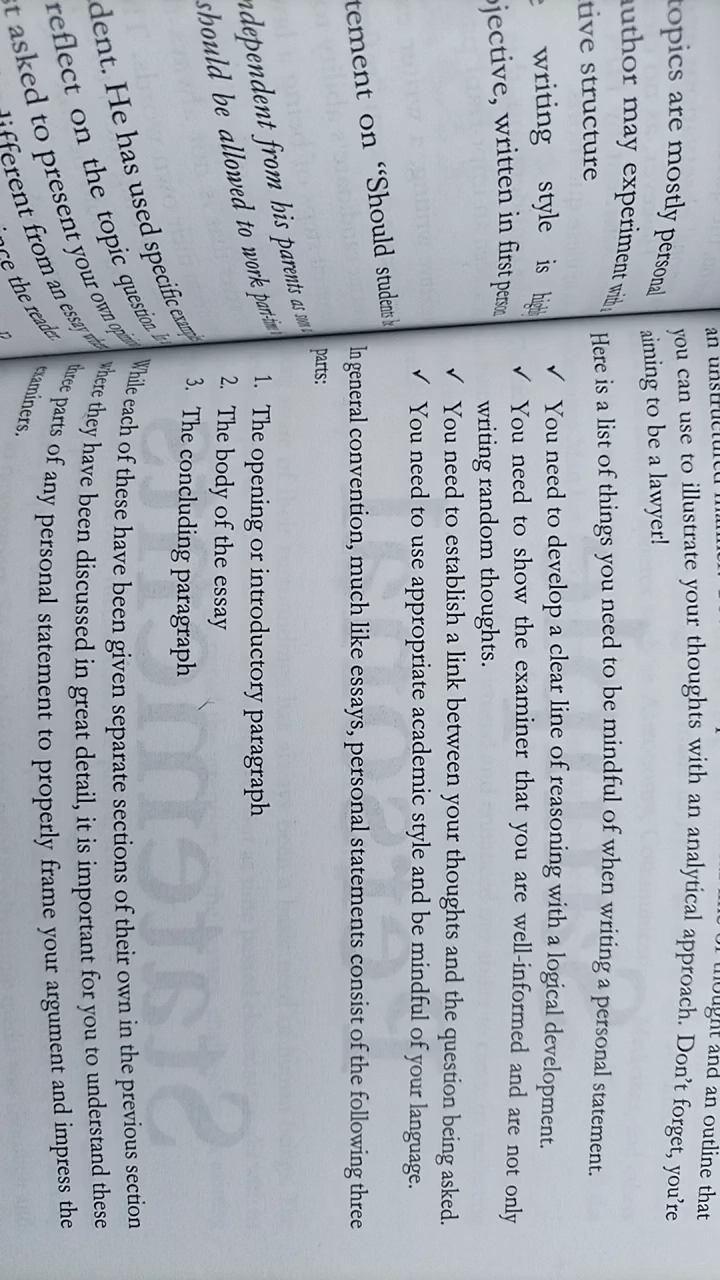 topics are mostly personal
author may experiment with a
tive structure
writing style is highly
jective, written in first person
tement on “Should students be
ndependent from his parents as
should be allowed to work part-time
dent. He has used specific
reflect on the topic question.
st asked to present your own
different from an essay
the reader
you can use to illustrate your thoughts with an analytical approach. Don’t forget, you’re
aiming to be a lawyer!
Here is a list of things you need to be mindful of when writing a personal statement.
✓ You need to develop a clear line of reasoning with a logical development.
✓ You need to show the examiner that you are well-informed and are not only
writing random thoughts.
✓ You need to establish a link between your thoughts and the question being asked.
✓ You need to use appropriate academic style and be mindful of your language.
In general convention, much like essays, personal statements consist of the following three
parts:
1. The opening or introductory paragraph
2. The body of the essay
3. The concluding paragraph
While each of these have been given separate sections of their own in the previous section
where they have been discussed in great detail, it is important for you to understand these
three parts of any personal statement to properly frame your argument and impress the
examiners.